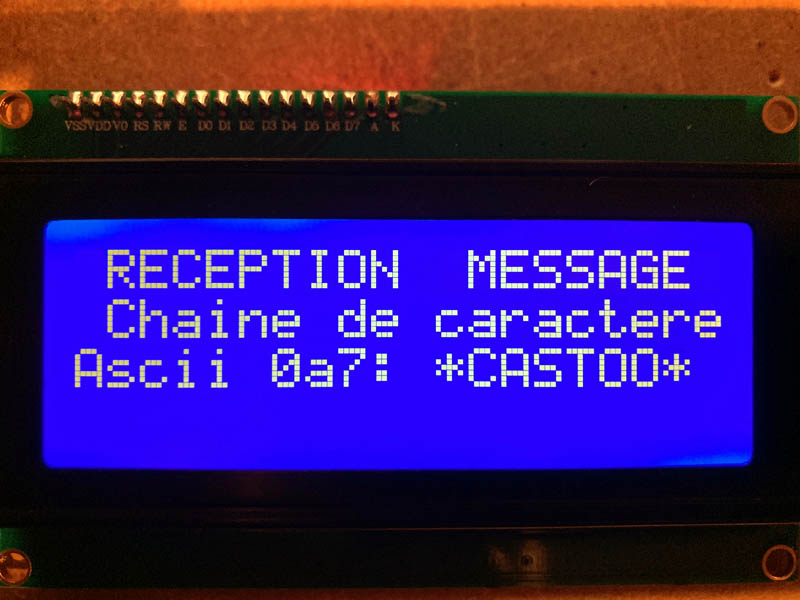 VSS VDD V0 RS RW E D0 D1 D2 D3 D4 D5 D6 D7 A K
RECEPTION MESSAGE
Chaine de caractere
Ascii 0a7: *CASTOO*